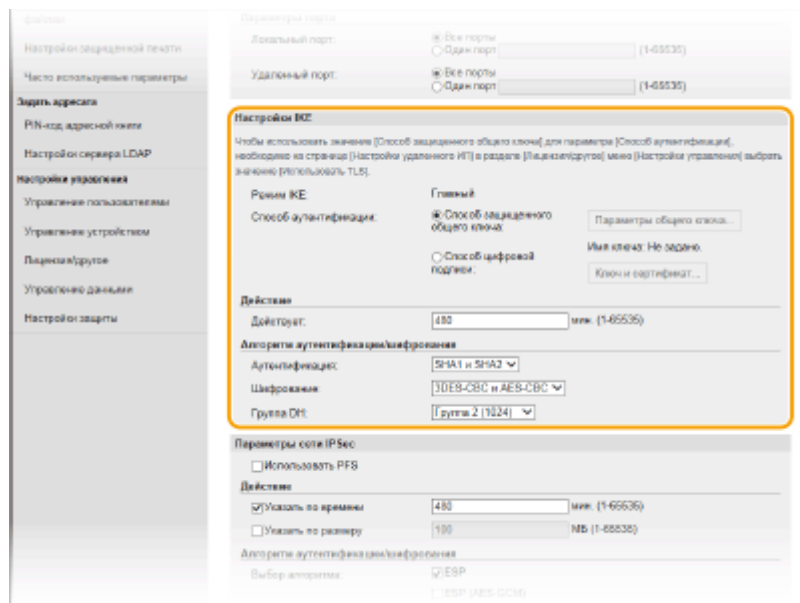 файлами
Настройки защищенной печати
Часто используемые параметры
Задать адресата
PIN-код адресной книги
Настройки сервера LDAP
Настройки управления
Управление пользователями
Управление устройством
Лицензия/другое
Управление данными
Настройки защиты
Параметры порта
Локальный порт:
Все порты
Один порт
(1-65535)
Удаленный порт:
Все порты
Один порт
(1-65535)
Настройки IKE
Чтобы использовать значение [Способ защищенного общего ключа] для параметра [Способ аутентификации],
необходимо на странице [Настройки удаленного ИП] в разделе [Лицензия/другое] меню [Настройки управления] выбрать
значение [Использовать TLS].
Режим IKE: Главный
Способ аутентификации:
Способ защищенного
общего ключа:
Параметры общего ключа...
Имя ключа: Не задано.
Способ цифровой
подписи:
Ключ и сертификат...
Действие
Действует: 480 мин. (1-65535)
Алгоритм аутентификации/шифрования
Аутентификация: SHA1 и SHA2
Шифрование: 3DES-CBC и AES-CBC
Группа DH: Группа 2 (1024)
Параметры сети IPSec
Использовать PFS
Действие
Указать по времени 480 мин. (1-65535)
Указать по размеру 100 МБ (1-65535)
Алгоритм аутентификации/шифрования
Выбор алгоритма: ESP
ESP (AES-GCM)